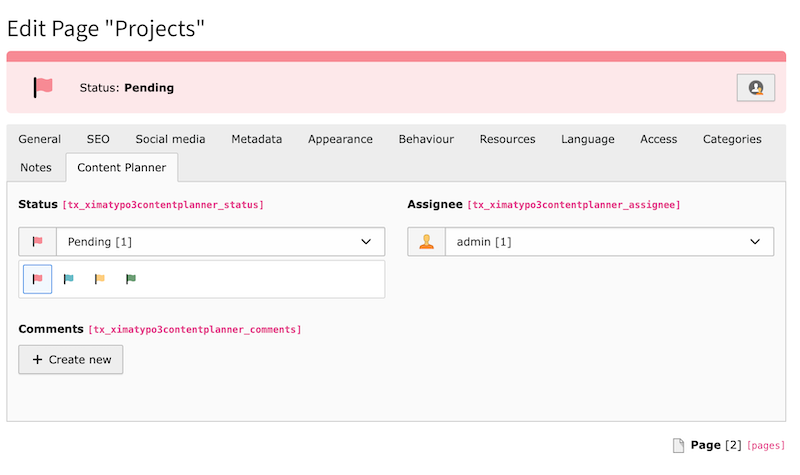 Edit Page "Projects"
Status: Pending
General SEO Social media Metadata Appearance Behaviour Resources Language Access Categories
Notes Content Planner
Status [tx_ximatypo3contentplanner_status] Assignee [tx_ximatypo3contentplanner_assignee]
Pending [1] admin [1]
Comments [tx_ximatypo3contentplanner_comments]
+ Create new
Page [2] [pages]